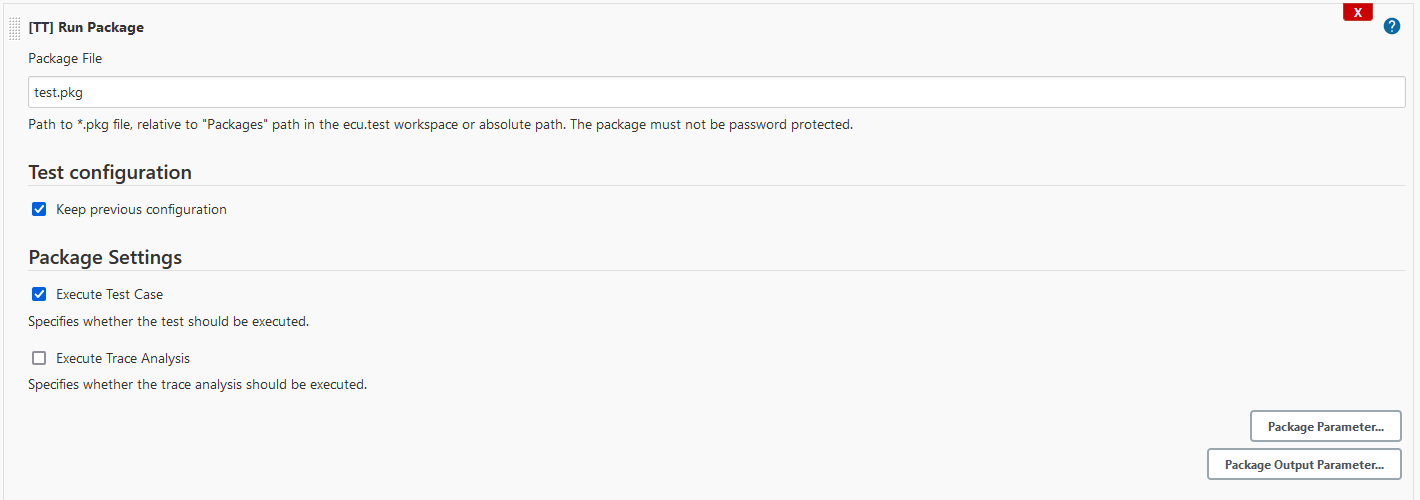 [TT] Run Package
X
?
Package File
test.pkg
Path to *.pkg file, relative to "Packages" path in the ecu.test workspace or absolute path. The package must not be password protected.
Test configuration
Keep previous configuration
Package Settings
Execute Test Case
Specifies whether the test should be executed.
Execute Trace Analysis
Specifies whether the trace analysis should be executed.
Package Parameter...
Package Output Parameter...